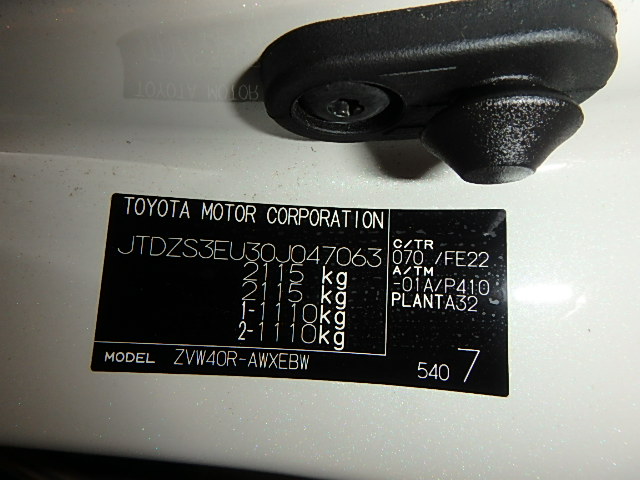 TOYOTA MOTOR CORPORATION
JTDZS3EU30J047063
2115 kg
2115 kg
1-1110kg
2-1110kg
C/TR
070 /FE22
A/TM
-01A/P410
PLANTA32
MODEL ZVW40R-AWXEBW
540 7